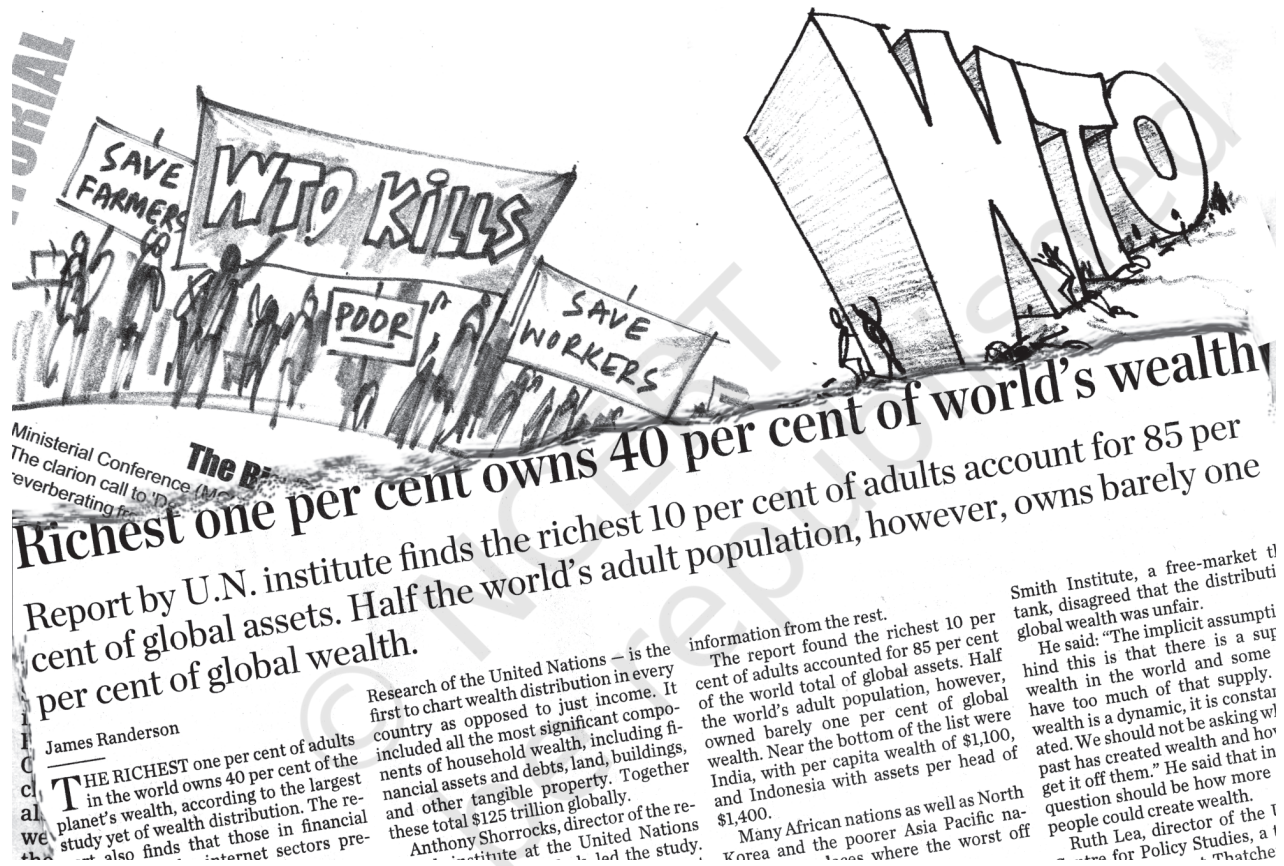 SAVE
FARMERS
WTO KILLS
POOR
SAVE
WORKERS
WTO
Ministerial Conference
The clarion call to
reverberating
The
Richest one per cent owns 40 per cent of world's wealth
Report by U.N. institute finds the richest 10 per cent of adults account for 85 per
cent of global assets. Half the world's adult population, however, owns barely one
per cent of global wealth.
James Randerson
THE RICHEST one per cent of adults
in the world owns 40 per cent of the
planet's wealth, according to the largest
study yet of wealth distribution. The re-
also finds that those in financial
internet sectors pre-
Research of the United Nations – is the
first to chart wealth distribution in every
country as opposed to just income. It
included all the most significant compo-
nents of household wealth, including fi-
nancial assets and debts, land, buildings,
and other tangible property. Together
these total $125 trillion globally.
Anthony Shorrocks, director of the re-
institute at the United Nations
led the study.
information from the rest.
The report found the richest 10 per
cent of adults accounted for 85 per cent
of the world total of global assets. Half
the world's adult population, however,
owned barely one per cent of global
wealth. Near the bottom of the list were
India, with per capita wealth of $1,100,
and Indonesia with assets per head of
$1,400.
Many African nations as well as North
Korea and the poorer Asia Pacific na-
where the worst off
Smith Institute, a free-market th
tank, disagreed that the distributi
global wealth was unfair.
He said: "The implicit assumpti
hind this is that there is a sup
wealth in the world and some
have too much of that supply.
wealth is a dynamic, it is constan
ated. We should not be asking wh
past has created wealth and how
get it off them." He said that in
question should be how more
people could create wealth.
Ruth Lea, director of the
for Policy Studies, a t
Thatche
© NCERT
be republished